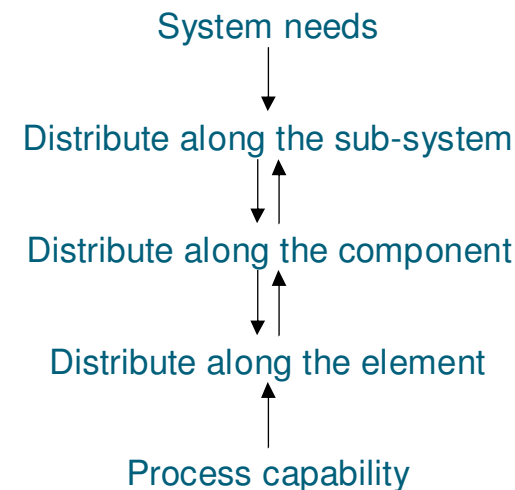 System needs
Distribute along the sub-system
Distribute along the component
Distribute along the element
Process capability